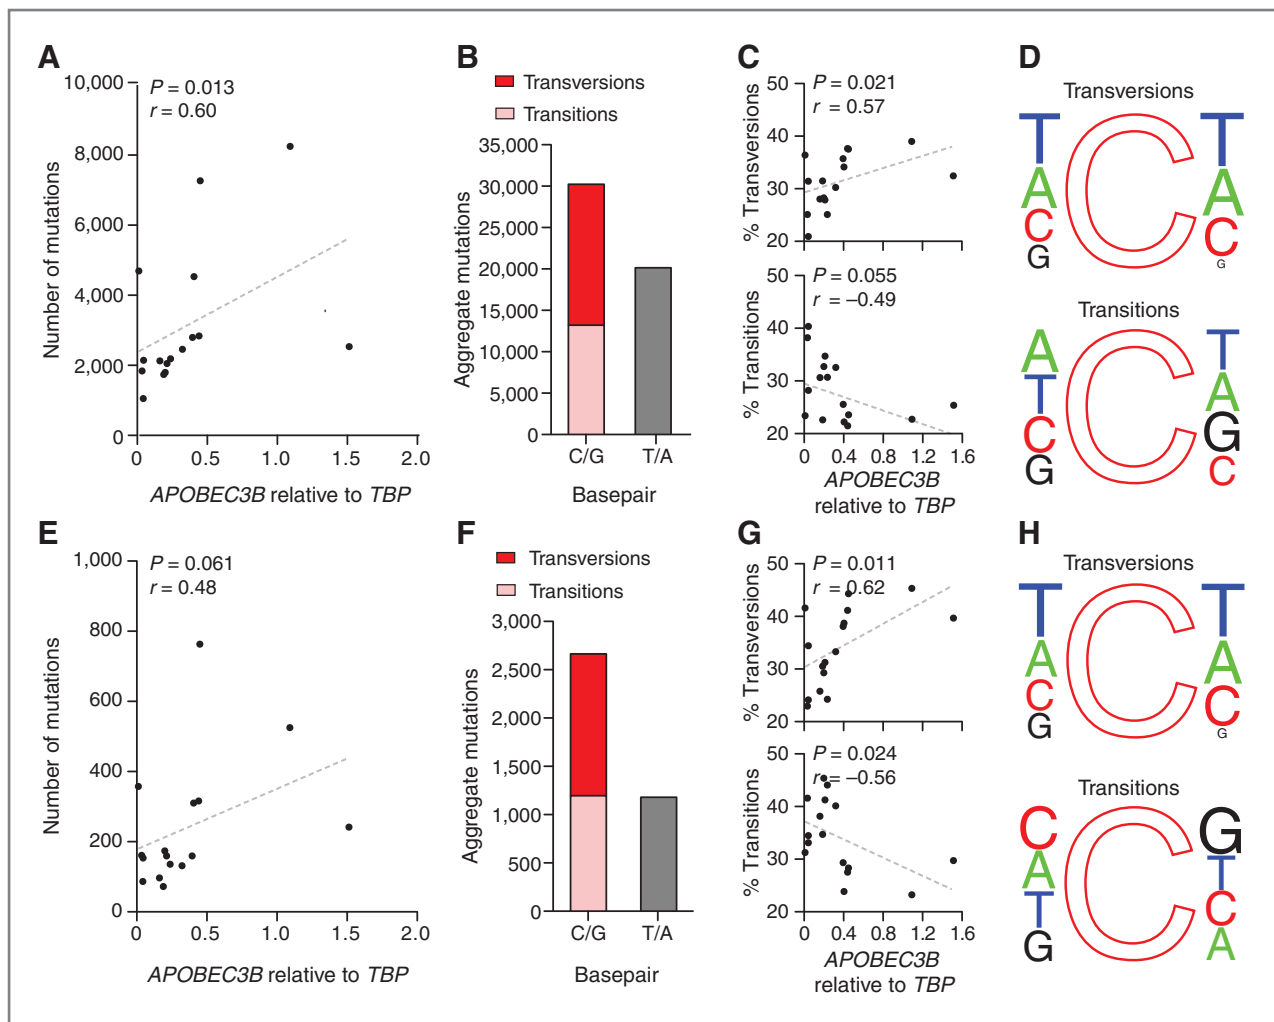 A
P = 0.013
r = 0.60
10,000
8,000
6,000
4,000
2,000
0
Number of mutations
0
0.5
1.0
1.5
2.0
APOBEC3B relative to TBP
B
Transversions
Transitions
35,000
30,000
25,000
20,000
15,000
10,000
5,000
0
Aggregate mutations
C/G
T/A
Basepair
C
P = 0.021
r = 0.57
50
40
30
20
% Transversions
P = 0.055
r = –0.49
50
40
30
20
% Transitions
0
0.4
0.8
1.2
1.6
APOBEC3B
relative to TBP
D
Transversions
T
A
C
G
C
T
A
C
G
Transitions
A
T
C
G
C
T
A
G
C
E
P = 0.061
r = 0.48
1,000
800
600
400
200
0
Number of mutations
0
0.5
1.0
1.5
2.0
APOBEC3B relative to TBP
F
Transversions
Transitions
3,000
2,500
2,000
1,500
1,000
500
0
Aggregate mutations
C/G
T/A
Basepair
G
P = 0.011
r = 0.62
50
40
30
20
% Transversions
P = 0.024
r = –0.56
50
40
30
20
% Transitions
0
0.4
0.8
1.2
1.6
APOBEC3B
relative to TBP
H
Transversions
T
A
C
G
C
T
A
C
G
Transitions
C
A
T
G
C
G
T
C
A